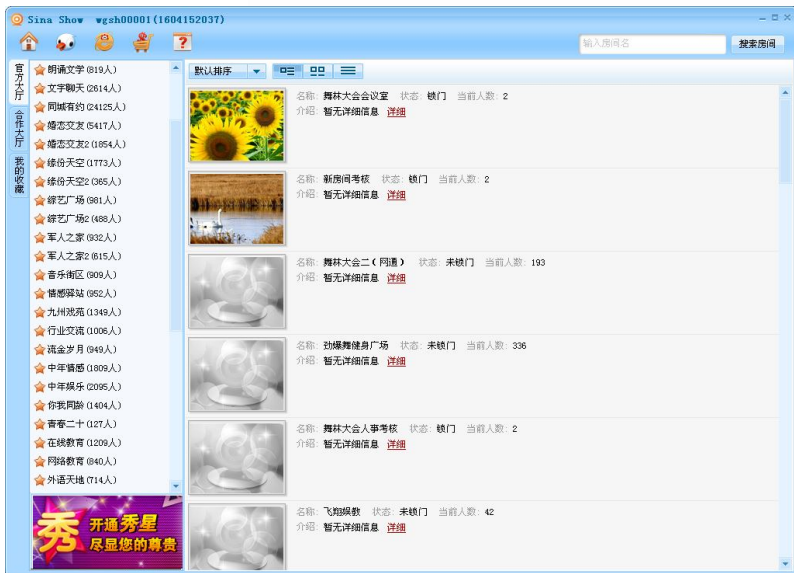 Sina Show wgsh00001(1604152037)
输入房间名 搜索房间
官方大厅
合作大厅
我的收藏
朗诵文学(819人)
文字聊天(2614人)
同城有约(24125人)
婚恋交友(5417人)
婚恋交友2(1854人)
缘份天空(1773人)
缘份天空2(365人)
综艺广场(981人)
综艺广场2(488人)
军人之家(932人)
军人之家2(615人)
音乐街区(909人)
情感驿站(952人)
九州戏苑(1349人)
行业交流(1006人)
流金岁月(949人)
中年情感(1809人)
中年娱乐(2095人)
你我同龄(1404人)
青春二十(127人)
在线教育(1209人)
网络教育(840人)
外语天地(714人)
秀 开通秀星
尽显您的尊贵
默认排序
名称: 舞林大会会议室 状态: 锁门 当前人数: 2
介绍: 暂无详细信息 详细
名称: 新房间考核 状态: 锁门 当前人数: 2
介绍: 暂无详细信息 详细
名称: 舞林大会二(网通) 状态: 未锁门 当前人数: 193
介绍: 暂无详细信息 详细
名称: 劲爆舞健身广场 状态: 未锁门 当前人数: 336
介绍: 暂无详细信息 详细
名称: 舞林大会人事考核 状态: 锁门 当前人数: 2
介绍: 暂无详细信息 详细
名称: 飞翔娱教 状态: 未锁门 当前人数: 42
介绍: 暂无详细信息 详细